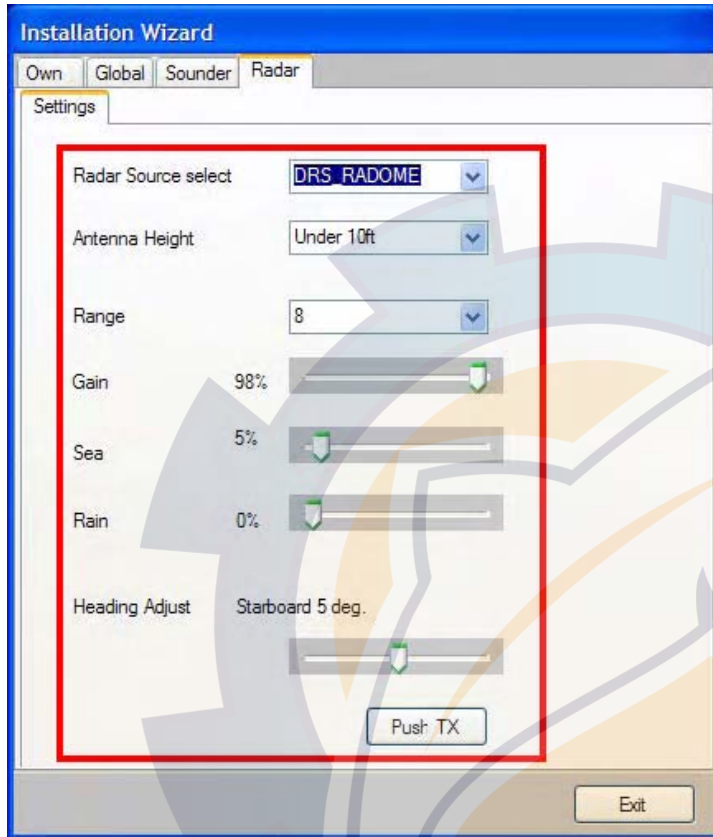 Installation Wizard
Own Global Sounder Radar
Settings
Radar Source select DRS_RADOME
Antenna Height Under 10ft
Range 8
Gain 98%
Sea 5%
Rain 0%
Heading Adjust Starboard 5 deg.
Push TX
Exit